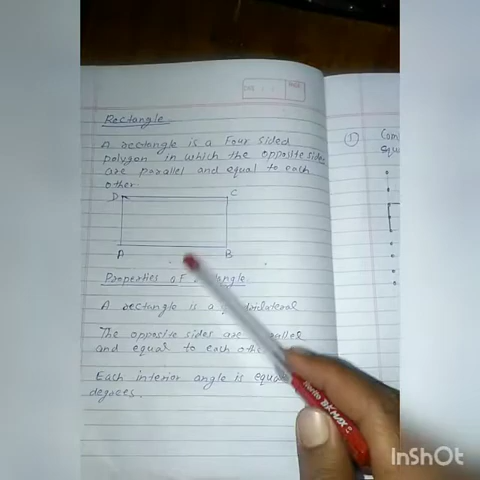 Rectangle
A rectangle is a Four sided
polygon in which the opposite sides
are parallel and equal to each
other.
D C
A B
Properties of
A rectangle is a
The opposite sides are
and equal to each
Each interior angle is
degrees.
1
InShOt